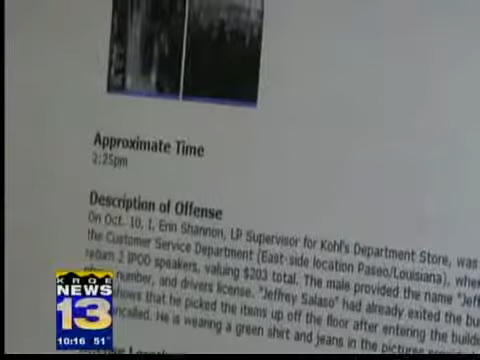 Approximate Time
2:25pm
Description of Offense
On Oct. 10, I, Erin Shannon, LP Supervisor for Kohl's Department Store, was
the Customer Service Department (East-side location Paseo/Louisiana), when
return 2 IPOD speakers, valuing $203 total. The male provided the name "Jeff
number, and drivers license. "Jeffrey Salaso" had already exited the bu
shows that he picked the items up off the floor after entering the buildi
He is wearing a green shirt and jeans in the pictures
KRQE
NEWS
13
10:16 51°